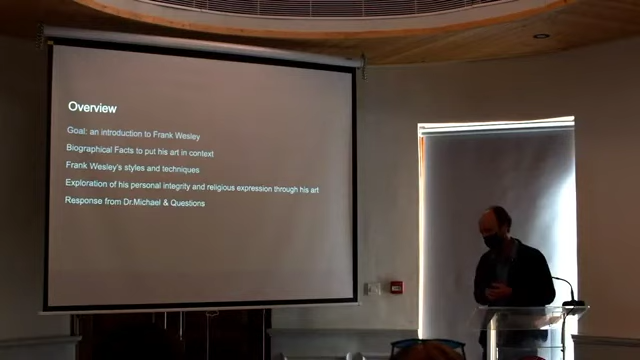 Overview
Goal: an introduction to Frank Wesley
Biographical Facts to put his art in context
Frank Wesley's styles and techniques
Exploration of his personal integrity and religious expression through his art
Response from Dr.Michael & Questions